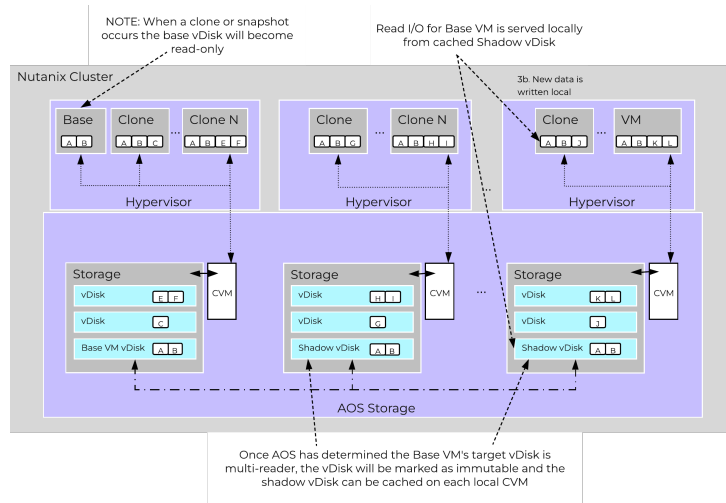 NOTE: When a clone or snapshot
occurs the base vDisk will become
read-only
Read I/O for Base VM is served locally
from cached Shadow vDisk
Nutanix Cluster
3b. New data is
written local
Base
A B
Clone
A B C
...
Clone N
A B E F
Hypervisor
Clone
A B G
...
Clone N
A B H I
Hypervisor
...
Clone
A B J
...
VM
A B K L
Hypervisor
Storage
CVM
vDisk
E F
vDisk
C
Base VM vDisk
A B
Storage
CVM
vDisk
H I
vDisk
G
Shadow vDisk
A B
...
Storage
CVM
vDisk
K L
vDisk
J
Shadow vDisk
A B
AOS Storage
Once AOS has determined the Base VM's target vDisk is
multi-reader, the vDisk will be marked as immutable and the
shadow vDisk can be cached on each local CVM